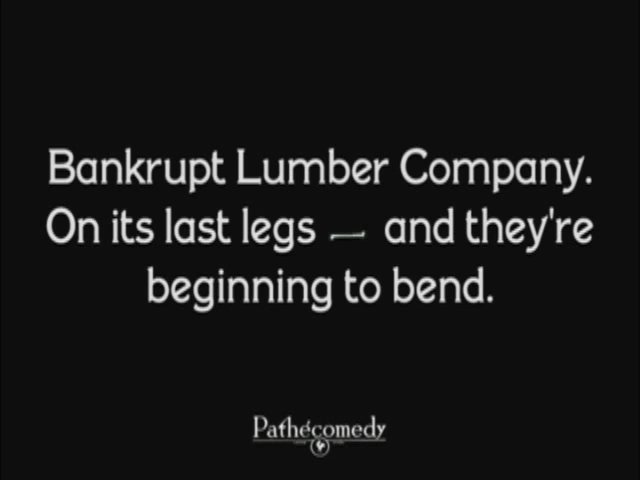 Bankrupt Lumber Company.
On its last legs — and they're
beginning to bend.
Pathécomedy